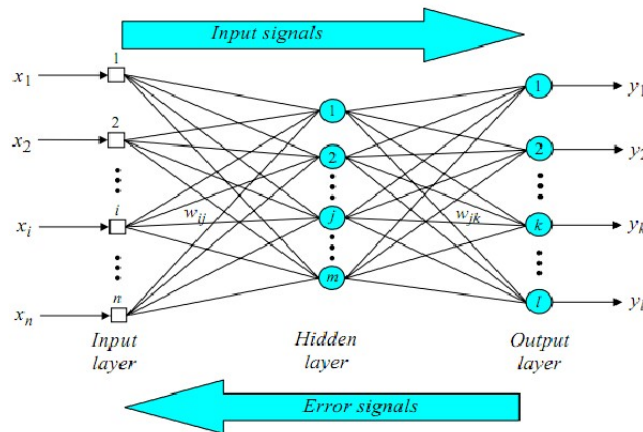 Input signals
1
x1
1
1
y1
2
x2
2
2
y2
i
xi
wij
j
wjk
k
yk
n
m
xn
l
yl
Input layer
Hidden layer
Output layer
Error signals